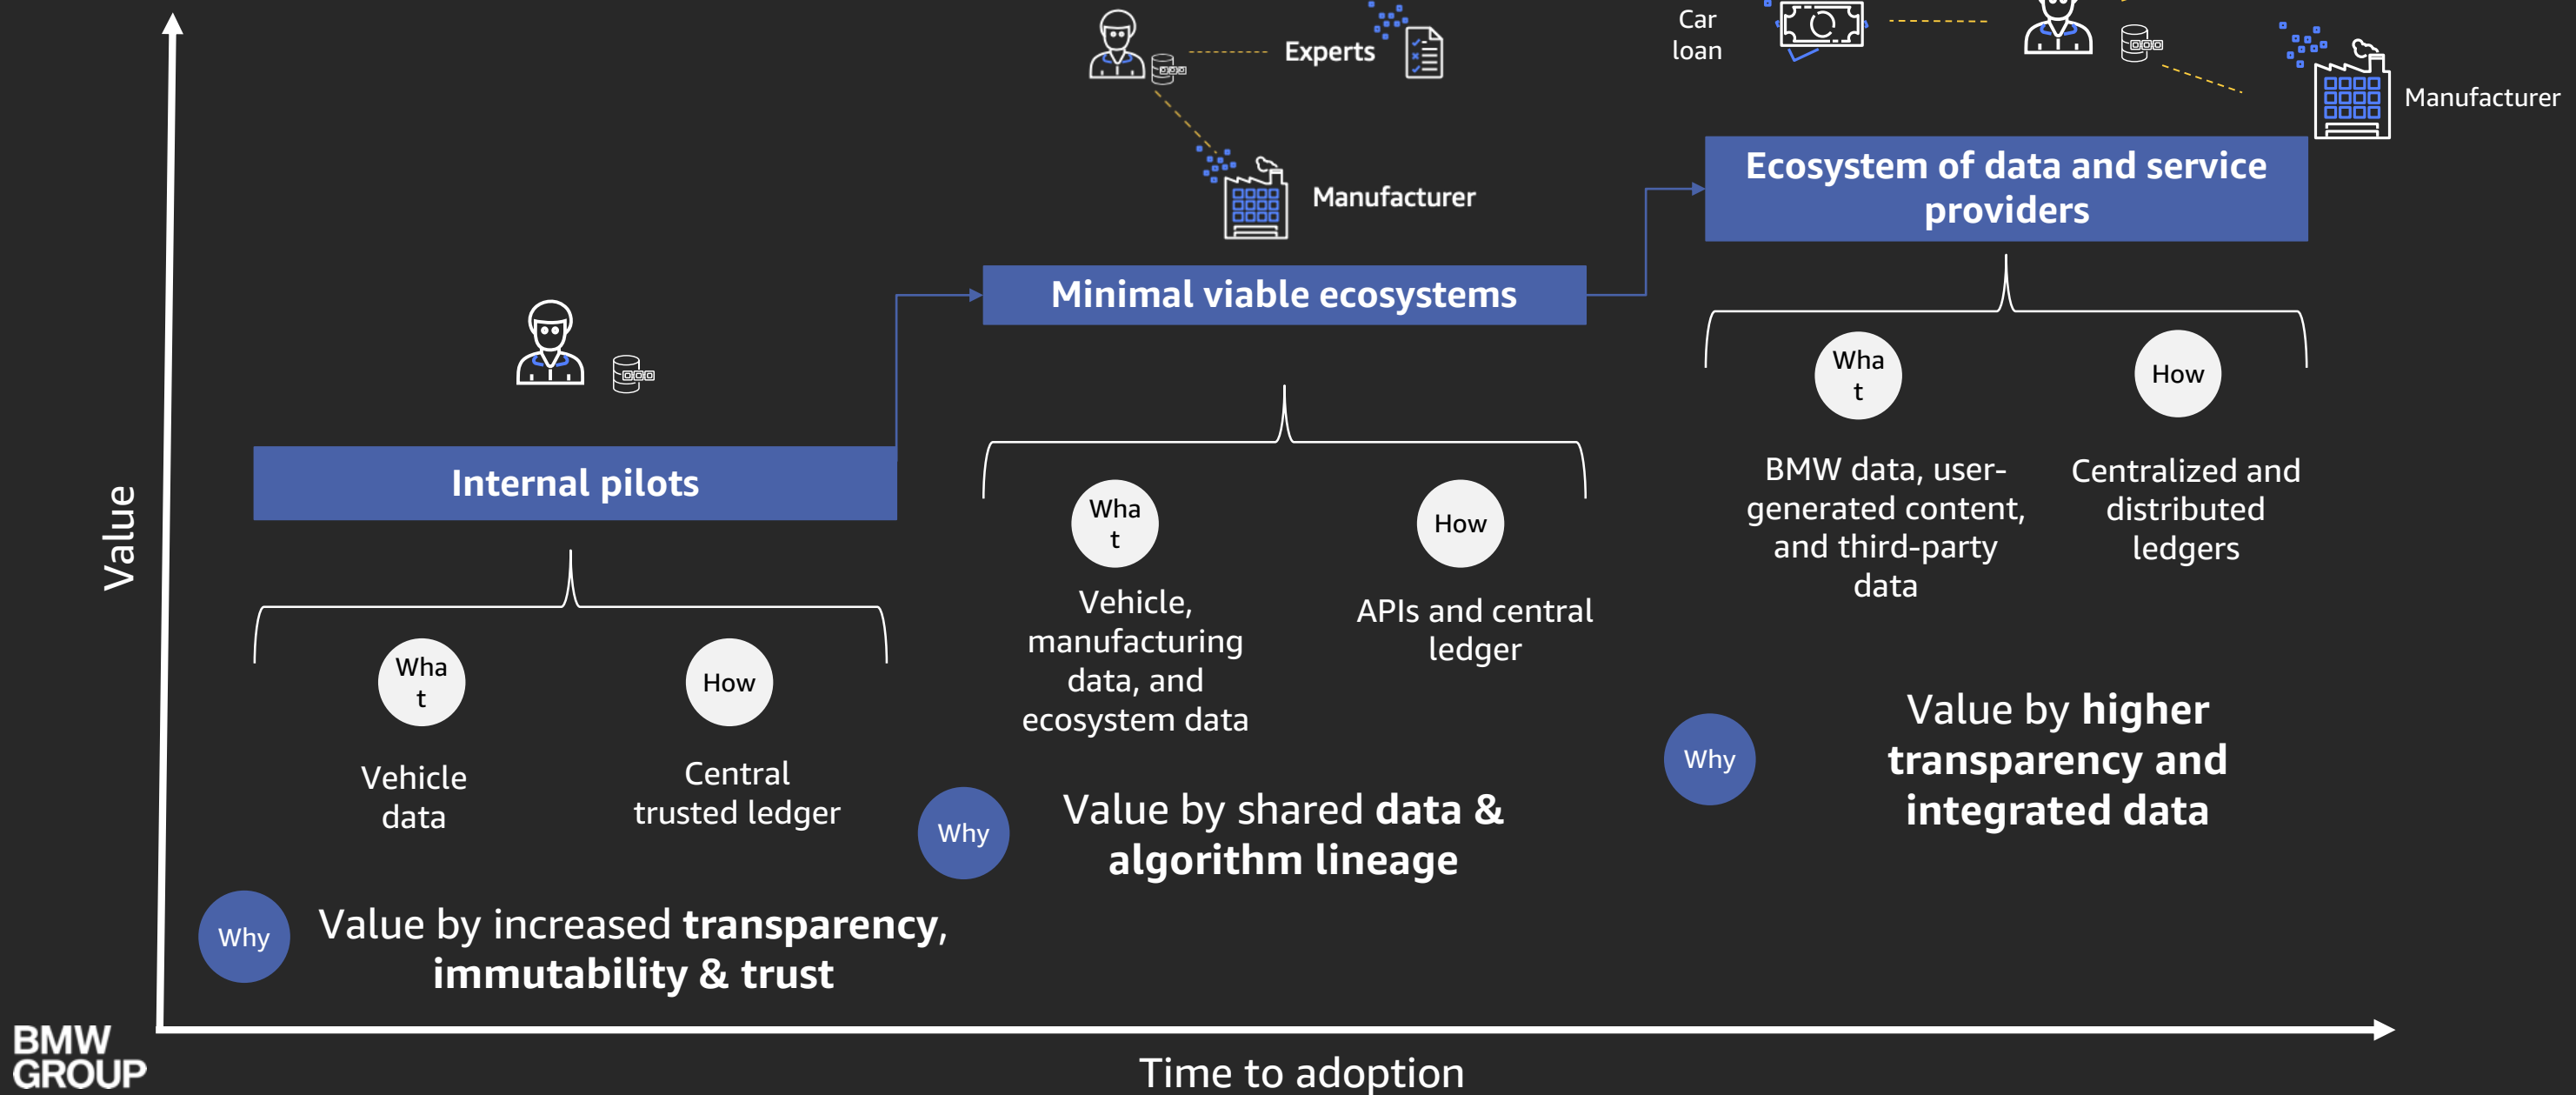 Car
loan
Experts
Manufacturer
Manufacturer
Ecosystem of data and service
providers
Minimal viable ecosystems
Internal pilots
Value
Wha
t
How
BMW data, user-
generated content,
and third-party
data
Centralized and
distributed
ledgers
Why
Value by higher
transparency and
integrated data
Wha
t
How
Vehicle,
manufacturing
data, and
ecosystem data
APIs and central
ledger
Why
Value by shared data &
algorithm lineage
Wha
t
How
Vehicle
data
Central
trusted ledger
Why
Value by increased transparency,
immutability & trust
BMW
GROUP
Time to adoption